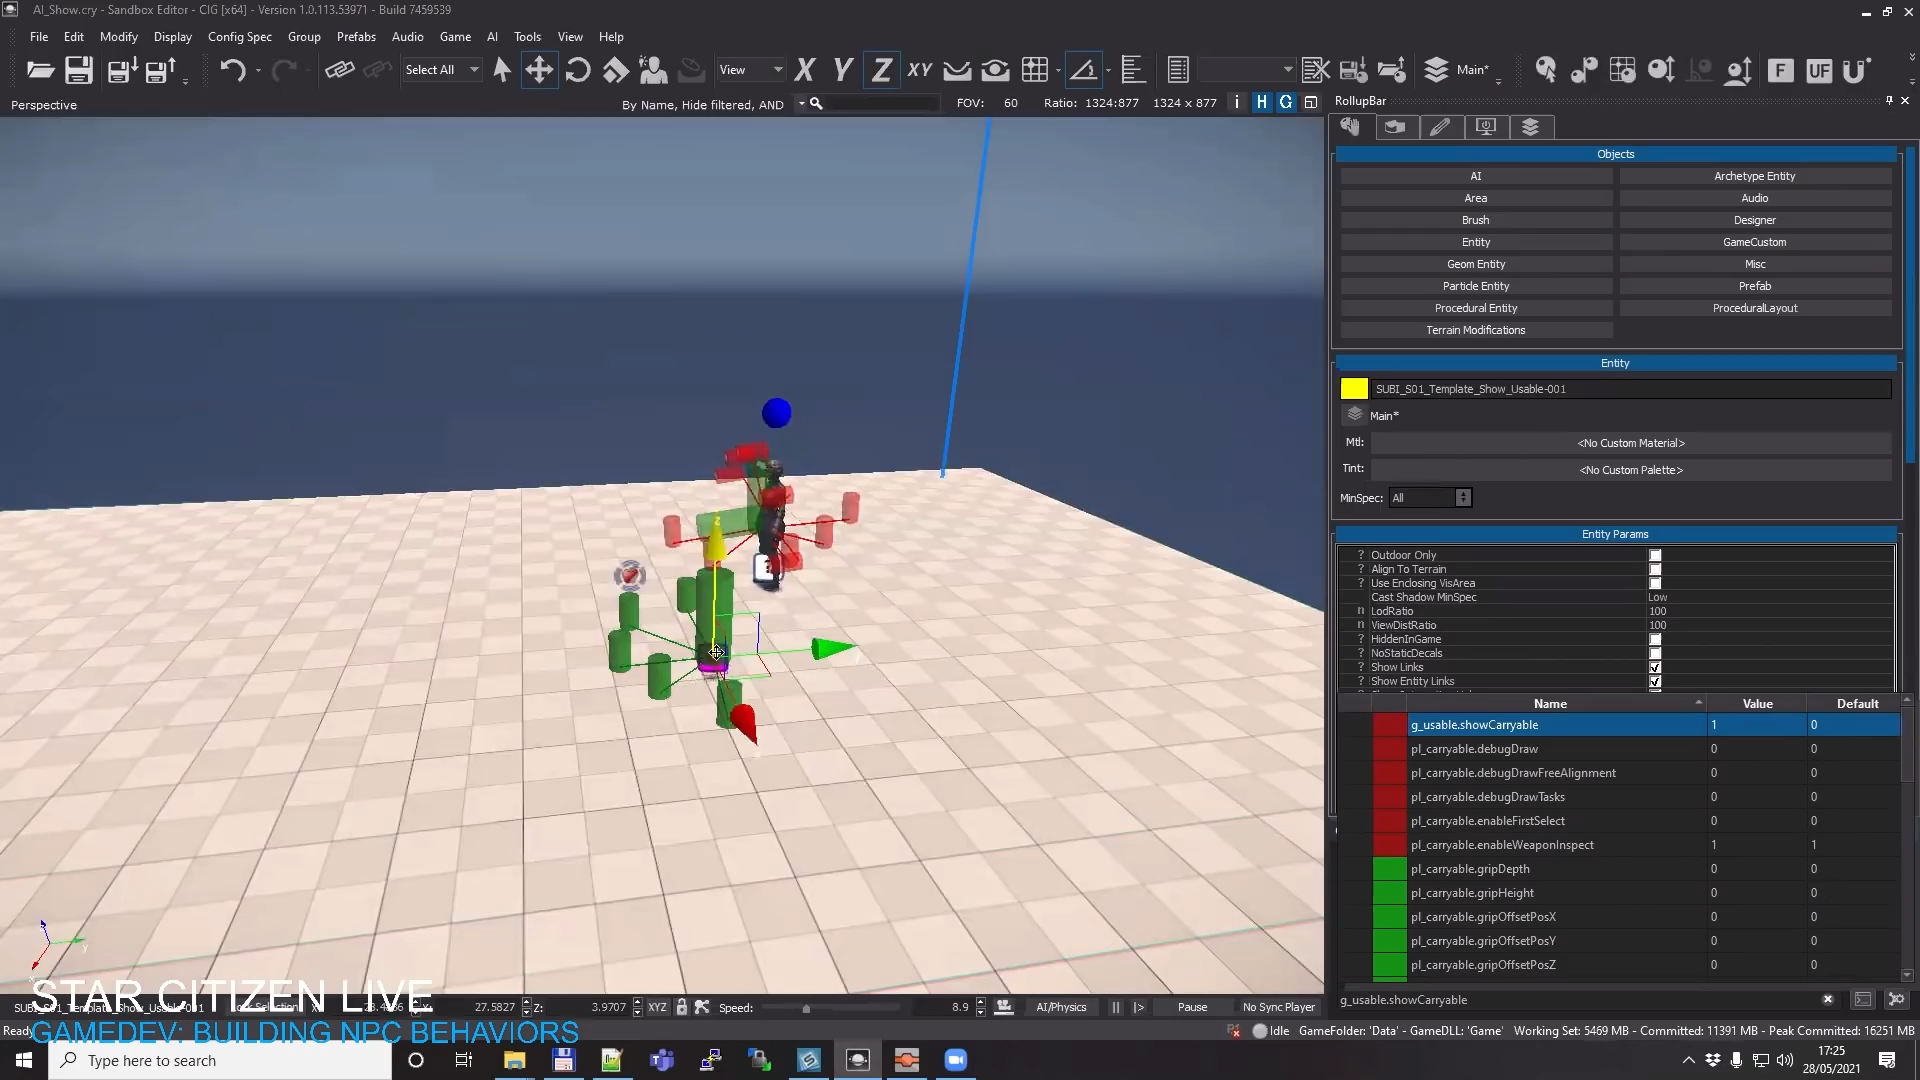 AI_Show.cry - Sandbox Editor - CIG [x64] - Version 1.0.113.53971 - Build 7459539
File Edit Modify Display Config Spec Group Prefabs Audio Game AI Tools View Help
Select All View X Y Z XY Main* F UF
Perspective By Name, Hide filtered, AND FOV: 60 Ratio: 1324:877 1324 x 877 i H G
RollupBar
Objects
AI Archetype Entity
Area Audio
Brush Designer
Entity GameCustom
Geom Entity Misc
Particle Entity Prefab
Procedural Entity ProceduralLayout
Terrain Modifications
Entity
SUBI_S01_Template_Show_Usable-001
Main*
Mtl: <No Custom Material>
Tint: <No Custom Palette>
MinSpec: All
Entity Params
? Outdoor Only
? Align To Terrain
? Use Enclosing VisArea
Cast Shadow MinSpec Low
n LodRatio 100
n ViewDistRatio 100
? HiddenInGame
? NoStaticDecals
? Show Links
? Show Entity Links
Name Value Default
g_usable.showCarryable 1 0
pl_carryable.debugDraw 0 0
pl_carryable.debugDrawFreeAlignment 0 0
pl_carryable.debugDrawTasks 0 0
pl_carryable.enableFirstSelect 0 0
pl_carryable.enableWeaponInspect 1 1
pl_carryable.gripDepth 0 0
pl_carryable.gripHeight 0 0
pl_carryable.gripOffsetPosX 0 0
pl_carryable.gripOffsetPosY 0 0
pl_carryable.gripOffsetPosZ 0 0
g_usable.showCarryable
STAR CITIZEN LIVE
27.5827 Z: 3.9707 XYZ Speed: 8.9 AI/Physics Pause No Sync Player
GAMEDEV: BUILDING NPC BEHAVIORS
Idle GameFolder: 'Data' - GameDLL: 'Game' Working Set: 5469 MB - Committed: 11391 MB - Peak Committed: 16251 MB
Type here to search
17:25
28/05/2021